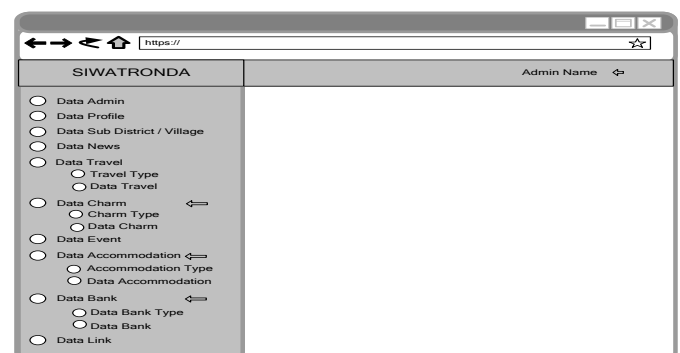 https://
SIWATRONDA
Admin Name
Data Admin
Data Profile
Data Sub District / Village
Data News
Data Travel
Travel Type
Data Travel
Data Charm
Charm Type
Data Charm
Data Event
Data Accommodation
Accommodation Type
Data Accommodation
Data Bank
Data Bank Type
Data Bank
Data Link